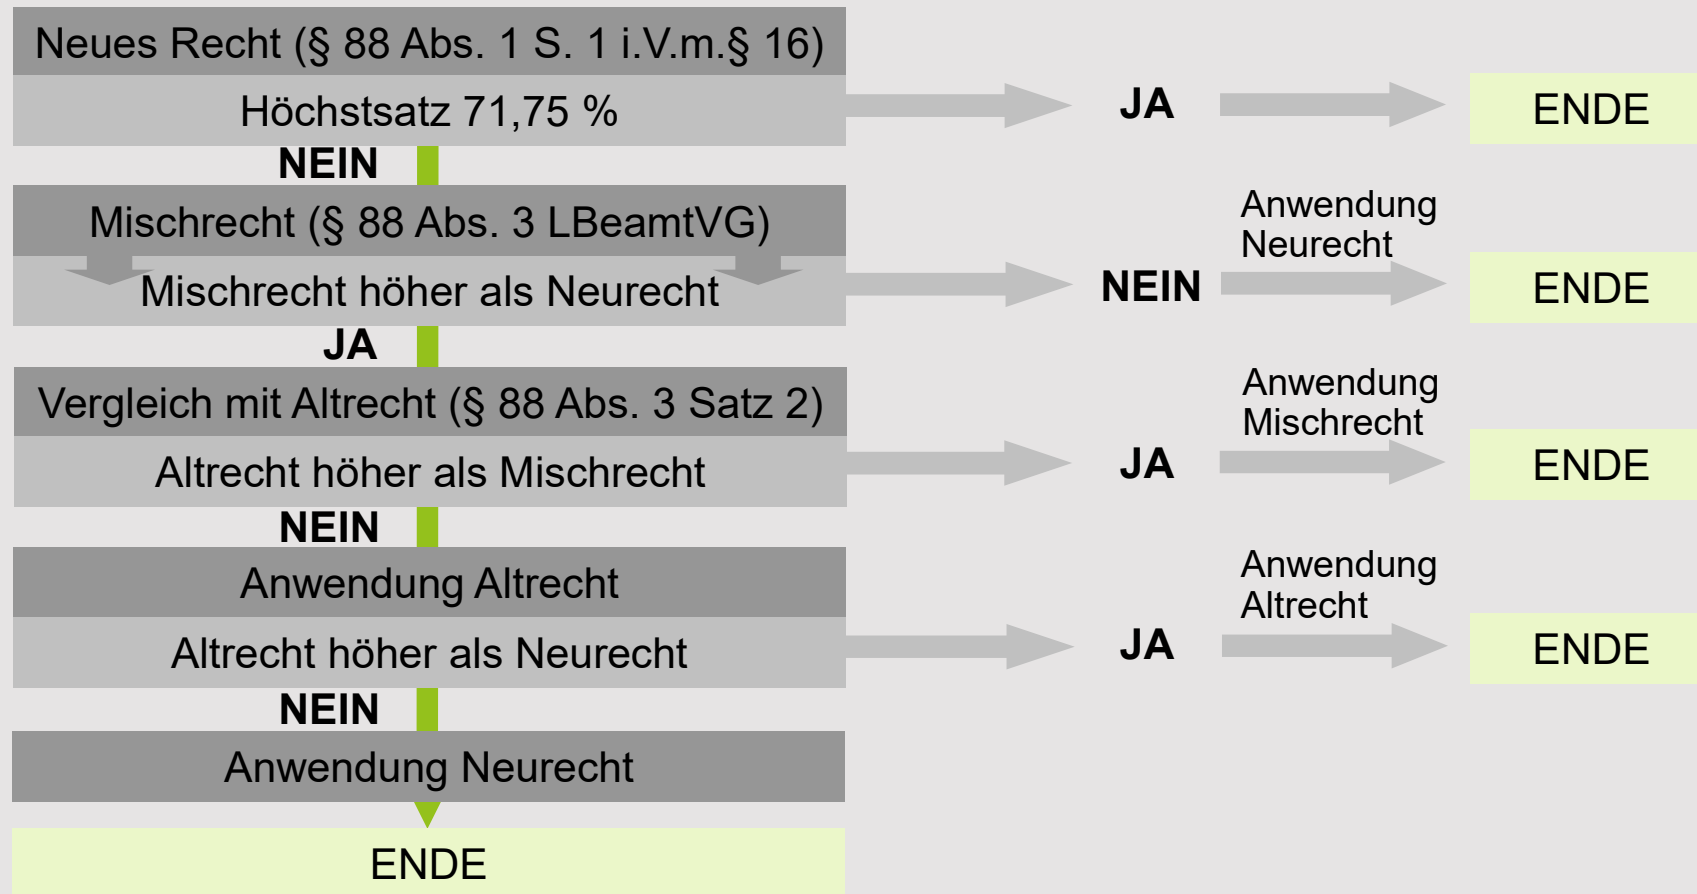 Neues Recht (§ 88 Abs. 1 S. 1 i.V.m.§ 16)
Höchstsatz 71,75 %
JA
ENDE
NEIN
Mischrecht (§ 88 Abs. 3 LBeamtVG)
Mischrecht höher als Neurecht
NEIN
Anwendung
Neurecht
ENDE
JA
Vergleich mit Altrecht (§ 88 Abs. 3 Satz 2)
Altrecht höher als Mischrecht
JA
Anwendung
Mischrecht
ENDE
NEIN
Anwendung Altrecht
Altrecht höher als Neurecht
JA
Anwendung
Altrecht
ENDE
NEIN
Anwendung Neurecht
ENDE